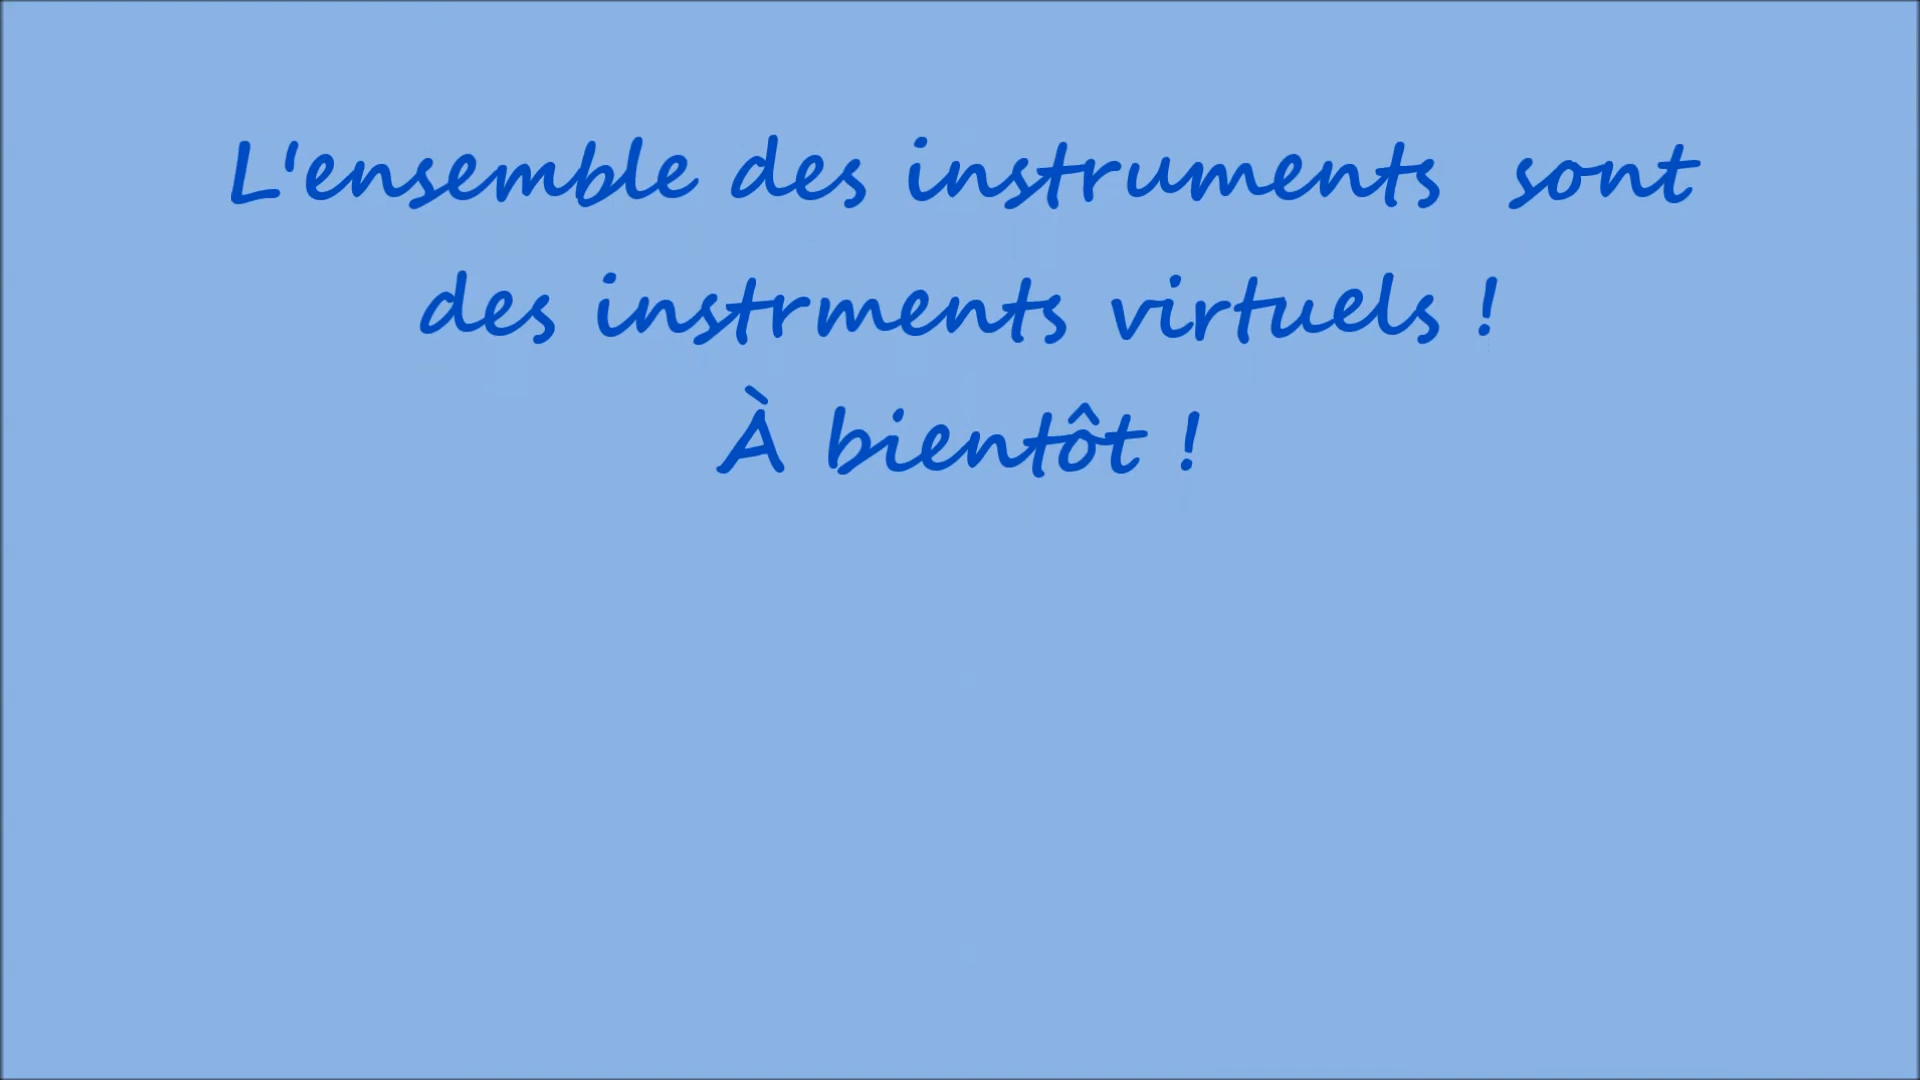 L'ensemble des instruments  sont
des instrments virtuels !
À bientôt !